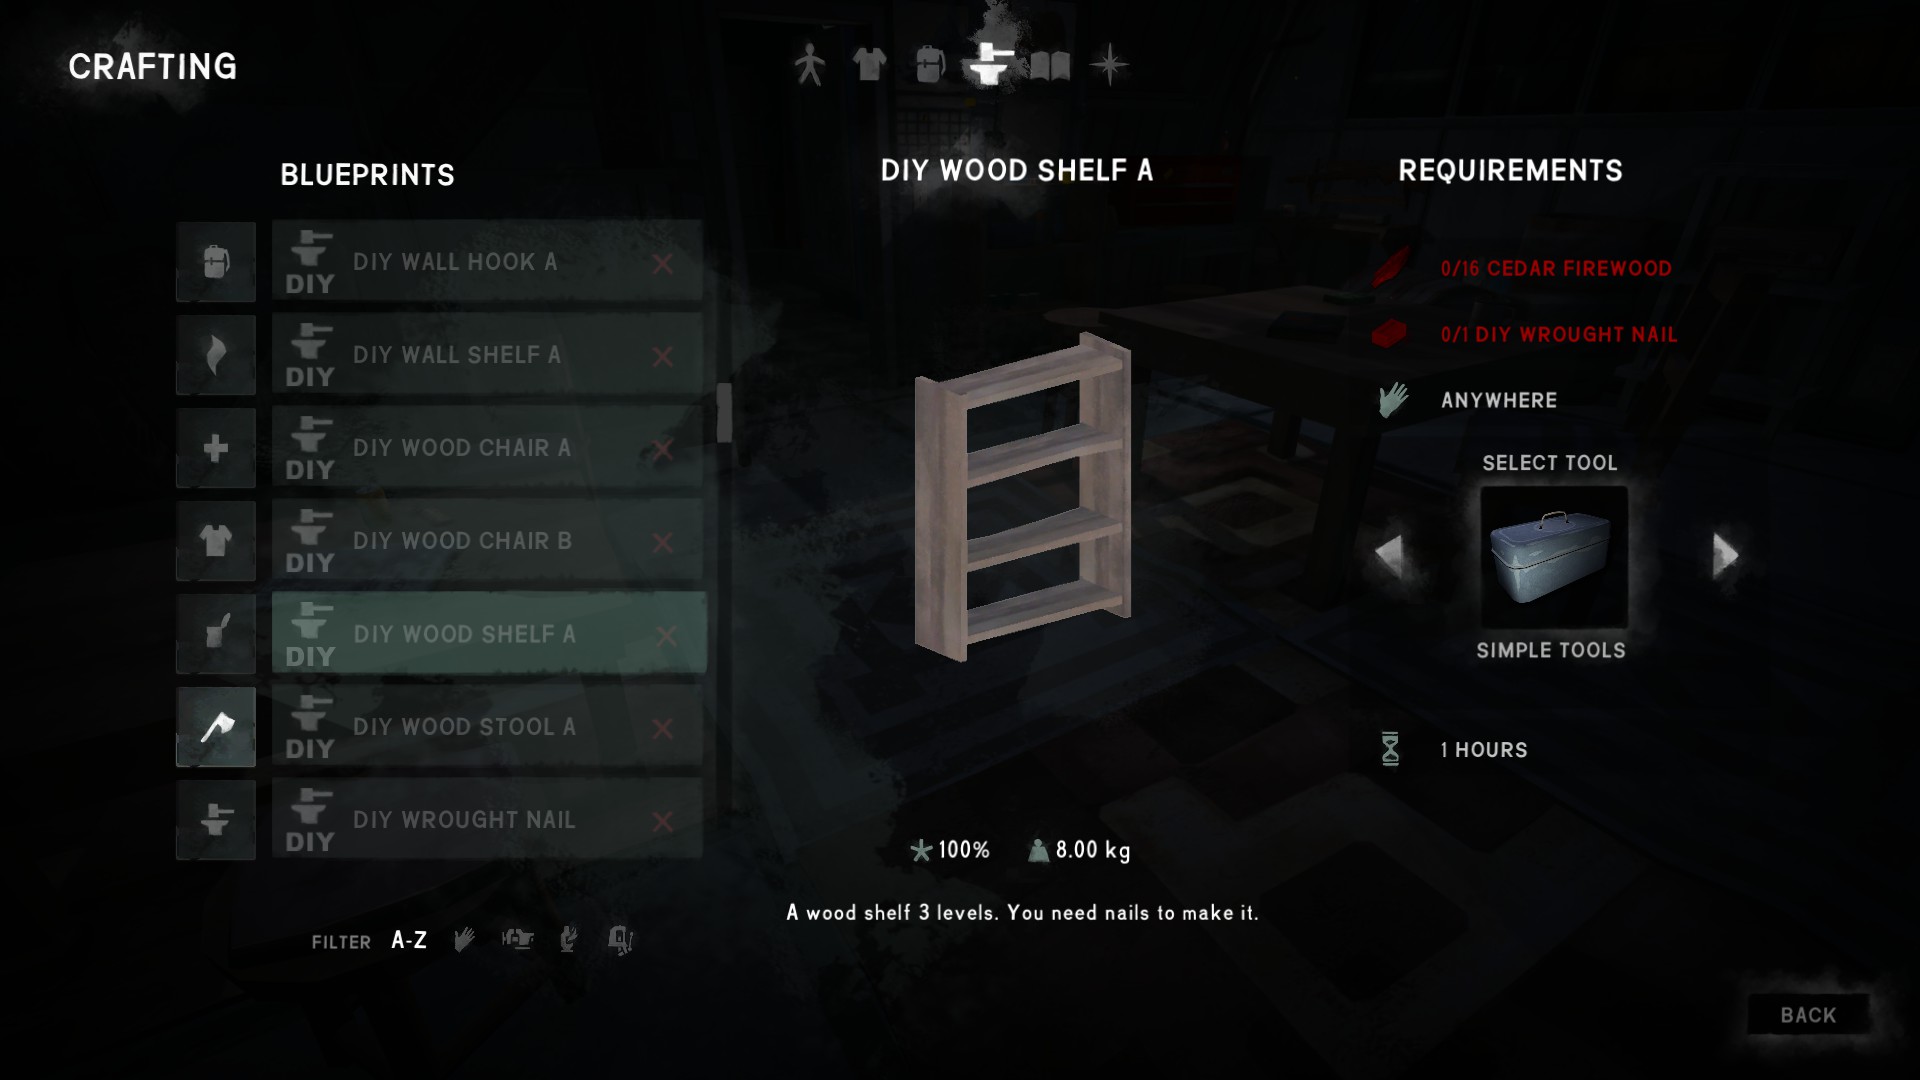 CRAFTING
BLUEPRINTS
DIY WALL HOOK A
DIY
DIY WALL SHELF A
DIY
DIY WOOD CHAIR A
DIY
DIY WOOD CHAIR B
DIY
DIY WOOD SHELF A
DIY
DIY WOOD STOOL A
DIY
DIY WROUGHT NAIL
DIY
FILTER A-Z
DIY WOOD SHELF A
100% 8.00 kg
A wood shelf 3 levels. You need nails to make it.
REQUIREMENTS
0/16 CEDAR FIREWOOD
0/1 DIY WROUGHT NAIL
ANYWHERE
SELECT TOOL
SIMPLE TOOLS
1 HOURS
BACK